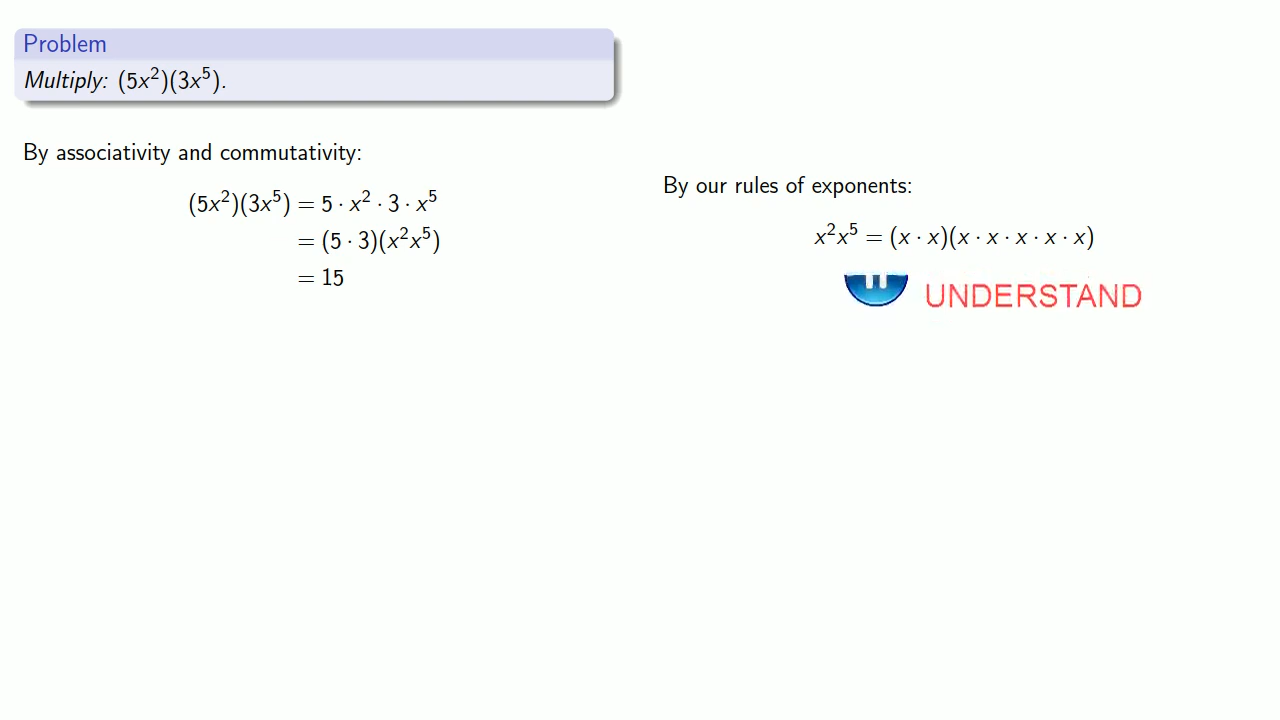 Problem
Multiply: (5x²)(3x⁵).
By associativity and commutativity:
(5x²)(3x⁵) = 5 · x² · 3 · x⁵
= (5 · 3)(x²x⁵)
= 15
By our rules of exponents:
x²x⁵ = (x · x)(x · x · x · x · x)
UNDERSTAND